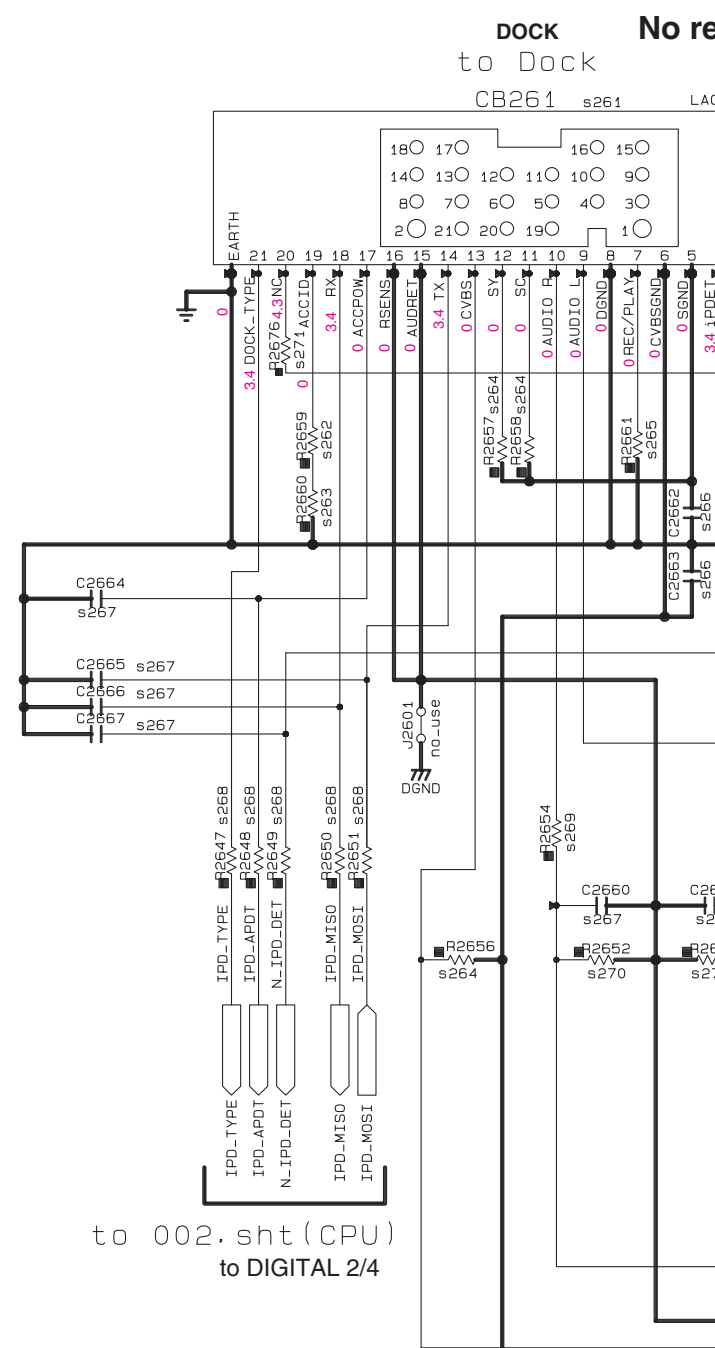 DOCK
No re
to Dock
CB261 s261 LAC
18 17 16 15
14 13 12 11 10 9
8 7 6 5 4 3
2 21 20 19 1
EARTH
21 20 19 18 17 16 15 14 13 12 11 10 9 8 7 6 5
0
3.4 DOCK_TYPE
4.3 NC
0 ACCID
3.4 RX
0 ACCPOW
0 RSENS
0 AUDRET
3.4 TX
0 CVBS
0 SY
0 SC
0 AUDIO R
0 AUDIO L
0 DGND
0 REC/PLAY
0 CVBSGND
0 SGND
3.4 iPDET
R2676 s271
R2659 s262
R2660 s263
R2657 s264
R2658 s264
R2661 s265
C2662 s266
C2663 s266
C2664
s267
C2665 s267
C2666 s267
C2667 s267
J2601 no_use
DGND
R2647 s268
R2648 s268
R2649 s268
R2650 s268
R2651 s268
R2654 s269
C2660
s267
C26
s2
R2656
s264
R2652
s270
R26
s27
IPD_TYPE
IPD_APDT
N_IPD_DET
IPD_MISO
IPD_MOSI
IPD_TYPE
IPD_APDT
N_IPD_DET
IPD_MISO
IPD_MOSI
to 002.sht(CPU)
to DIGITAL 2/4